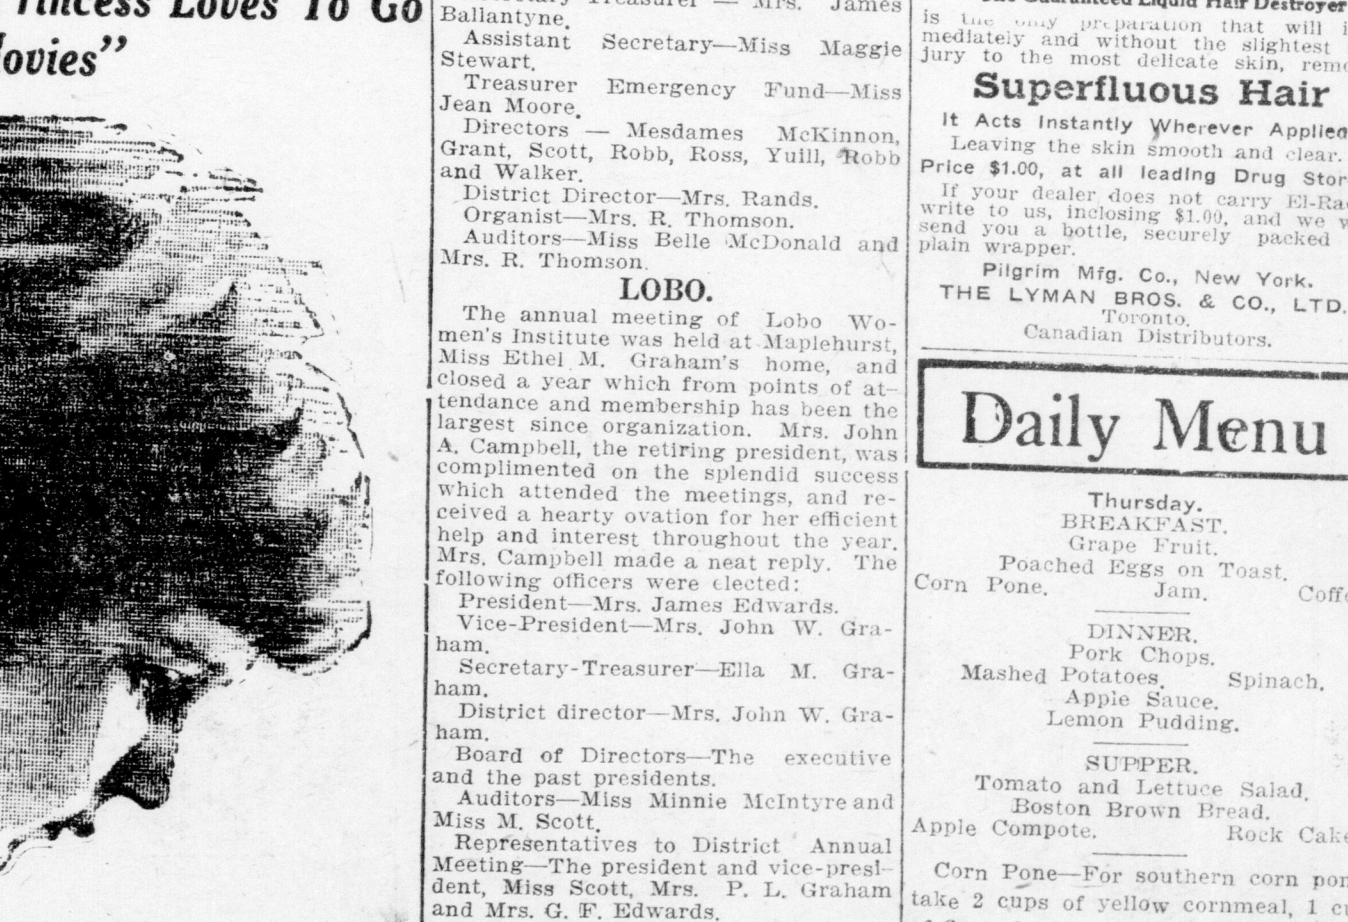 Princess Loves To Go
Movies"
Secretary Treasurer — Mrs. James
Ballantyne.
Assistant Secretary—Miss Maggie
Stewart.
Treasurer Emergency Fund—Miss
Jean Moore.
Directors — Mesdames McKinnon,
Grant, Scott, Robb, Ross, Yuill, Robb
and Walker.
District Director—Mrs. Rands.
Organist—Mrs. R. Thomson.
Auditors—Miss Belle McDonald and
Mrs. R. Thomson.
LOBO.
The annual meeting of Lobo Wo-
men's Institute was held at Maplehurst,
Miss Ethel M. Graham's home, and
closed a year which from points of at-
tendance and membership has been the
largest since organization. Mrs. John
A. Campbell, the retiring president, was
complimented on the splendid success
which attended the meetings, and re-
ceived a hearty ovation for her efficient
help and interest throughout the year.
Mrs. Campbell made a neat reply. The
following officers were elected:
President—Mrs. James Edwards.
Vice-President—Mrs. John W. Gra-
ham.
Secretary-Treasurer—Ella M. Gra-
ham.
District director—Mrs. John W. Gra-
ham.
Board of Directors—The executive
and the past presidents.
Auditors—Miss Minnie McIntyre and
Miss M. Scott.
Representatives to District Annual
Meeting—The president and vice-presi-
dent, Miss Scott, Mrs. P. L. Graham
and Mrs. G. F. Edwards.
The Guaranteed Liquid Hair Destroyer
is the only preparation that will
mediately and without the slightest
jury to the most delicate skin,
Superfluous Hair
It Acts Instantly Wherever Applied
Leaving the skin smooth and clear.
Price $1.00, at all leading Drug
If your dealer does not carry
write to us, inclosing $1.00, and we
send you a bottle, securely packed
plain wrapper.
Pilgrim Mfg. Co., New York.
THE LYMAN BROS. & CO., LTD.
Toronto.
Canadian Distributors.
Daily Menu
Thursday.
BREAKFAST.
Grape Fruit.
Poached Eggs on Toast.
Corn Pone. Jam.
DINNER.
Pork Chops.
Mashed Potatoes. Spinach.
Apple Sauce.
Lemon Pudding.
SUPPER.
Tomato and Lettuce Salad.
Boston Brown Bread.
Apple Compote. Rock
Corn Pone—For southern corn
take 2 cups of yellow cornmeal, 1